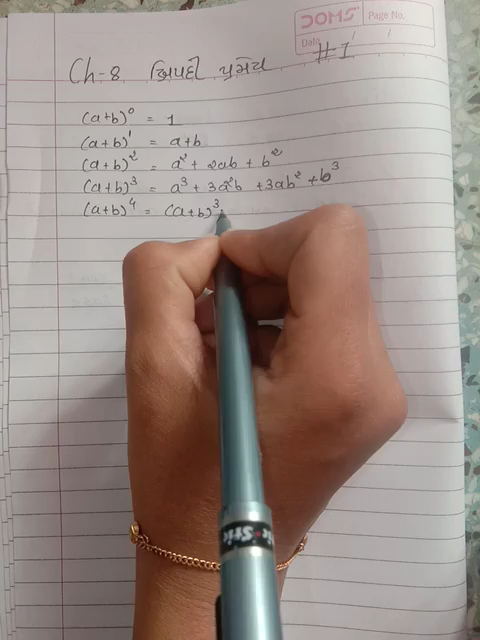 DOMS Page No.
Date / /
#1
Ch-8 દ્વિપદી પ્રમેય
(a+b)⁰ = 1
(a+b)¹ = a+b
(a+b)² = a² + 2ab + b²
(a+b)³ = a³ + 3a²b + 3ab² + b³
(a+b)⁴ = (a+b)³
Stic